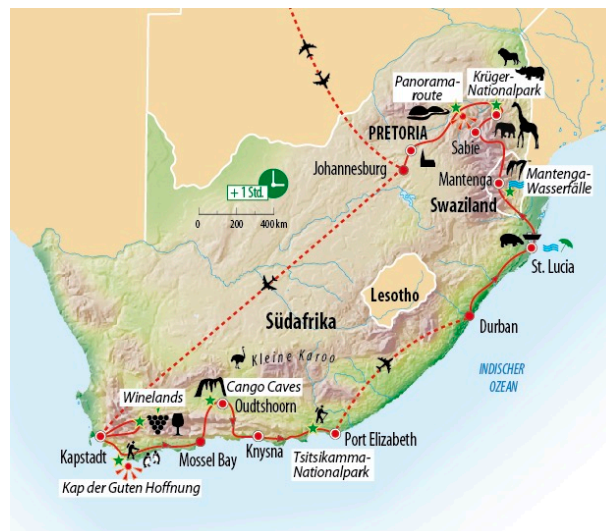 Panorama-
route
Krüger-
Nationalpark
PRETORIA
Sabie
Johannesburg
+ 1 Std.
Mantenga
Mantenga-
Wasserfälle
Swaziland
0 200 400 km
St. Lucia
Lesotho
Südafrika
Durban
Kleine Karoo
INDISCHER
OZEAN
Winelands
Cango Caves
Oudtshoorn
Kapstadt
Mossel Bay
Knysna
Port Elizabeth
Tsitsikamma-
Nationalpark
Kap der Guten Hoffnung